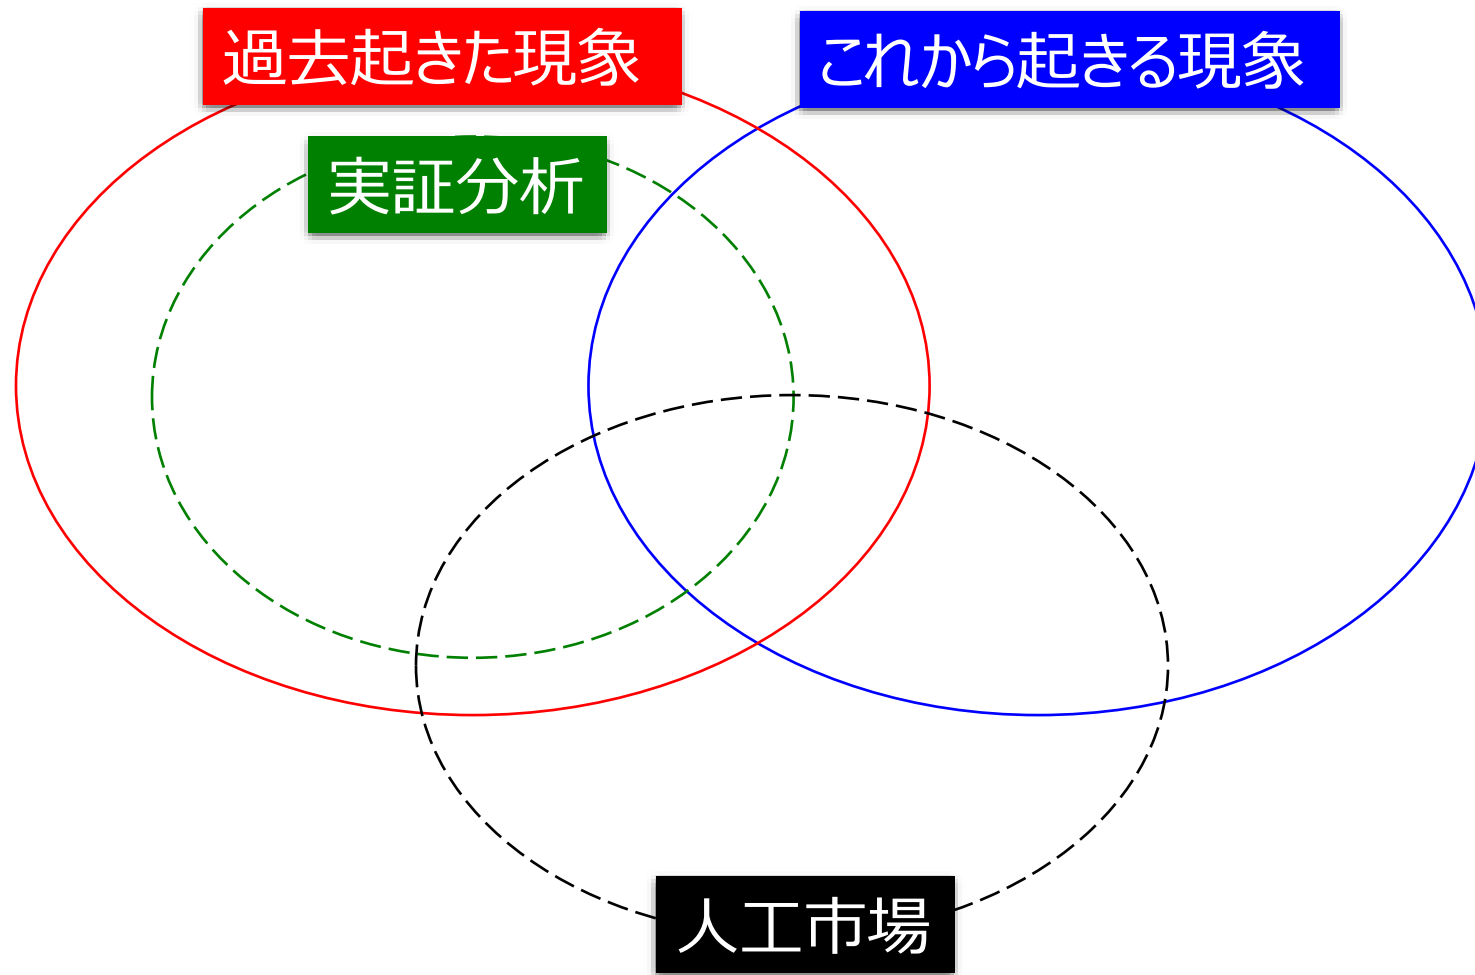 過去起きた現象
これから起きる現象
実証分析
人工市場